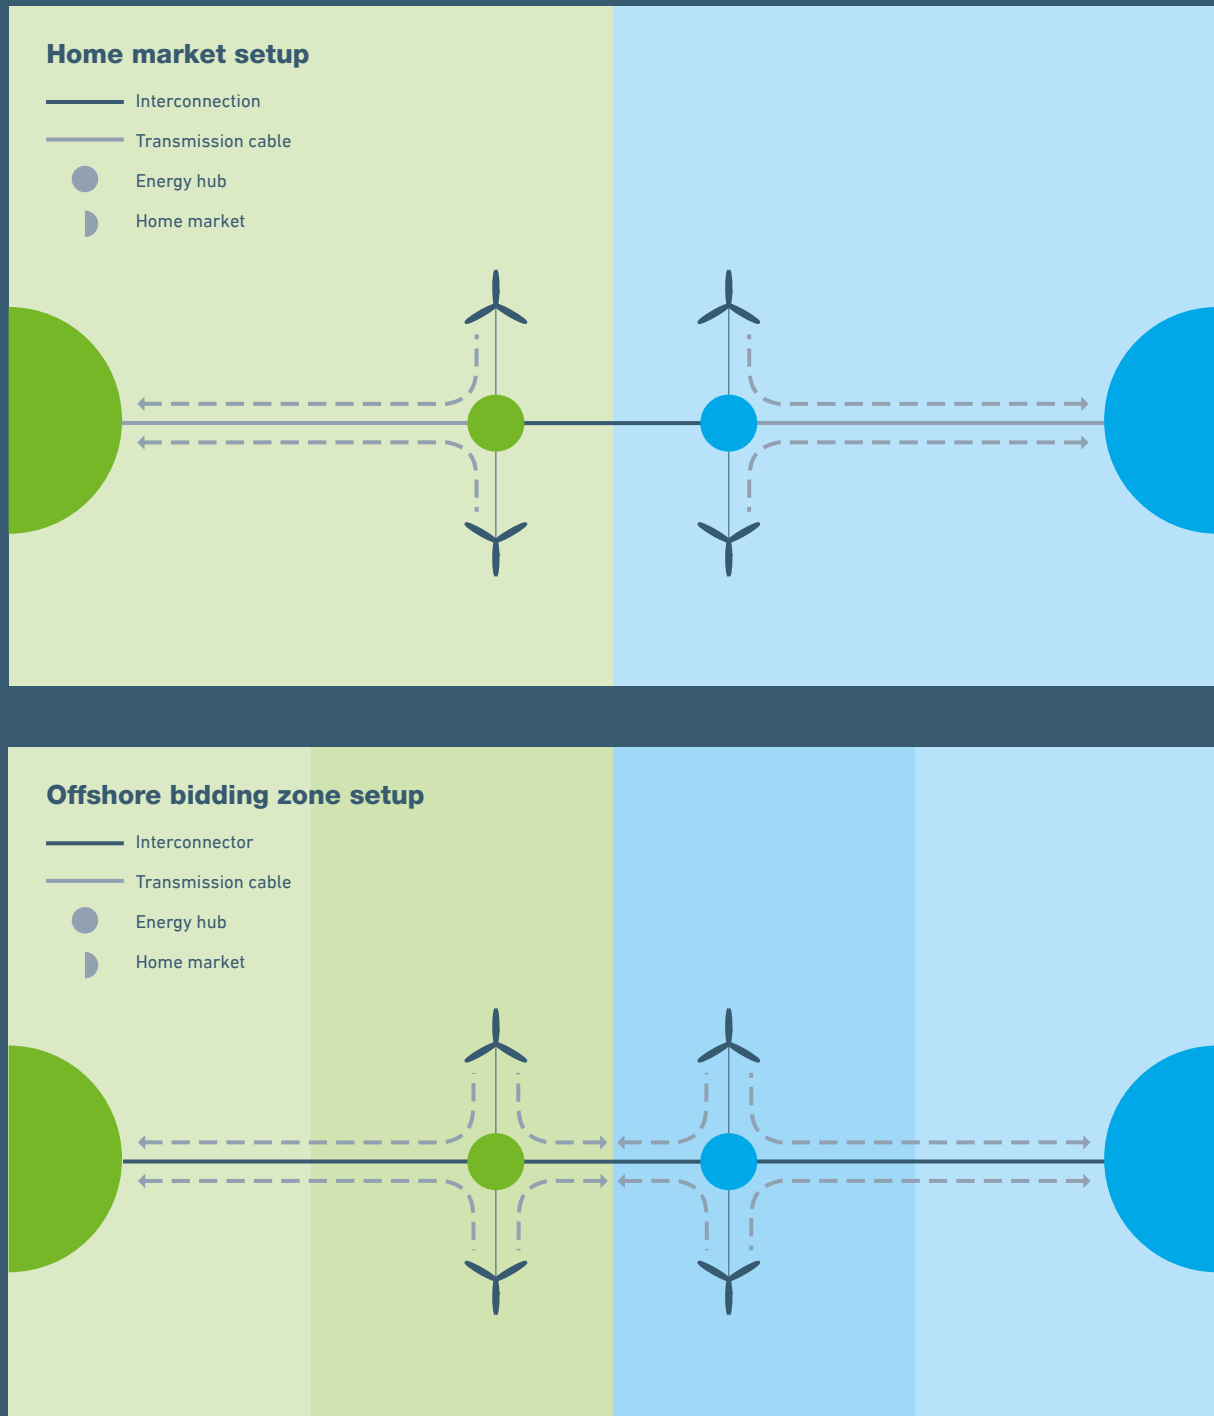 Home market setup
Interconnection
Transmission cable
Energy hub
Home market
Offshore bidding zone setup
Interconnector
Transmission cable
Energy hub
Home market